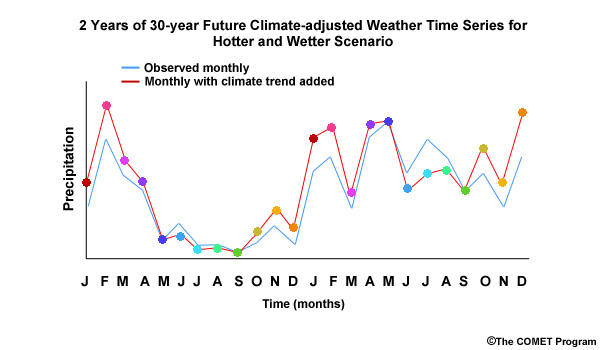 2 Years of 30-year Future Climate-adjusted Weather Time Series for
Hotter and Wetter Scenario
Observed monthly
Monthly with climate trend added
Precipitation
J F M A M J J A S O N D J F M A M J J A S O N D
Time (months)
©The COMET Program